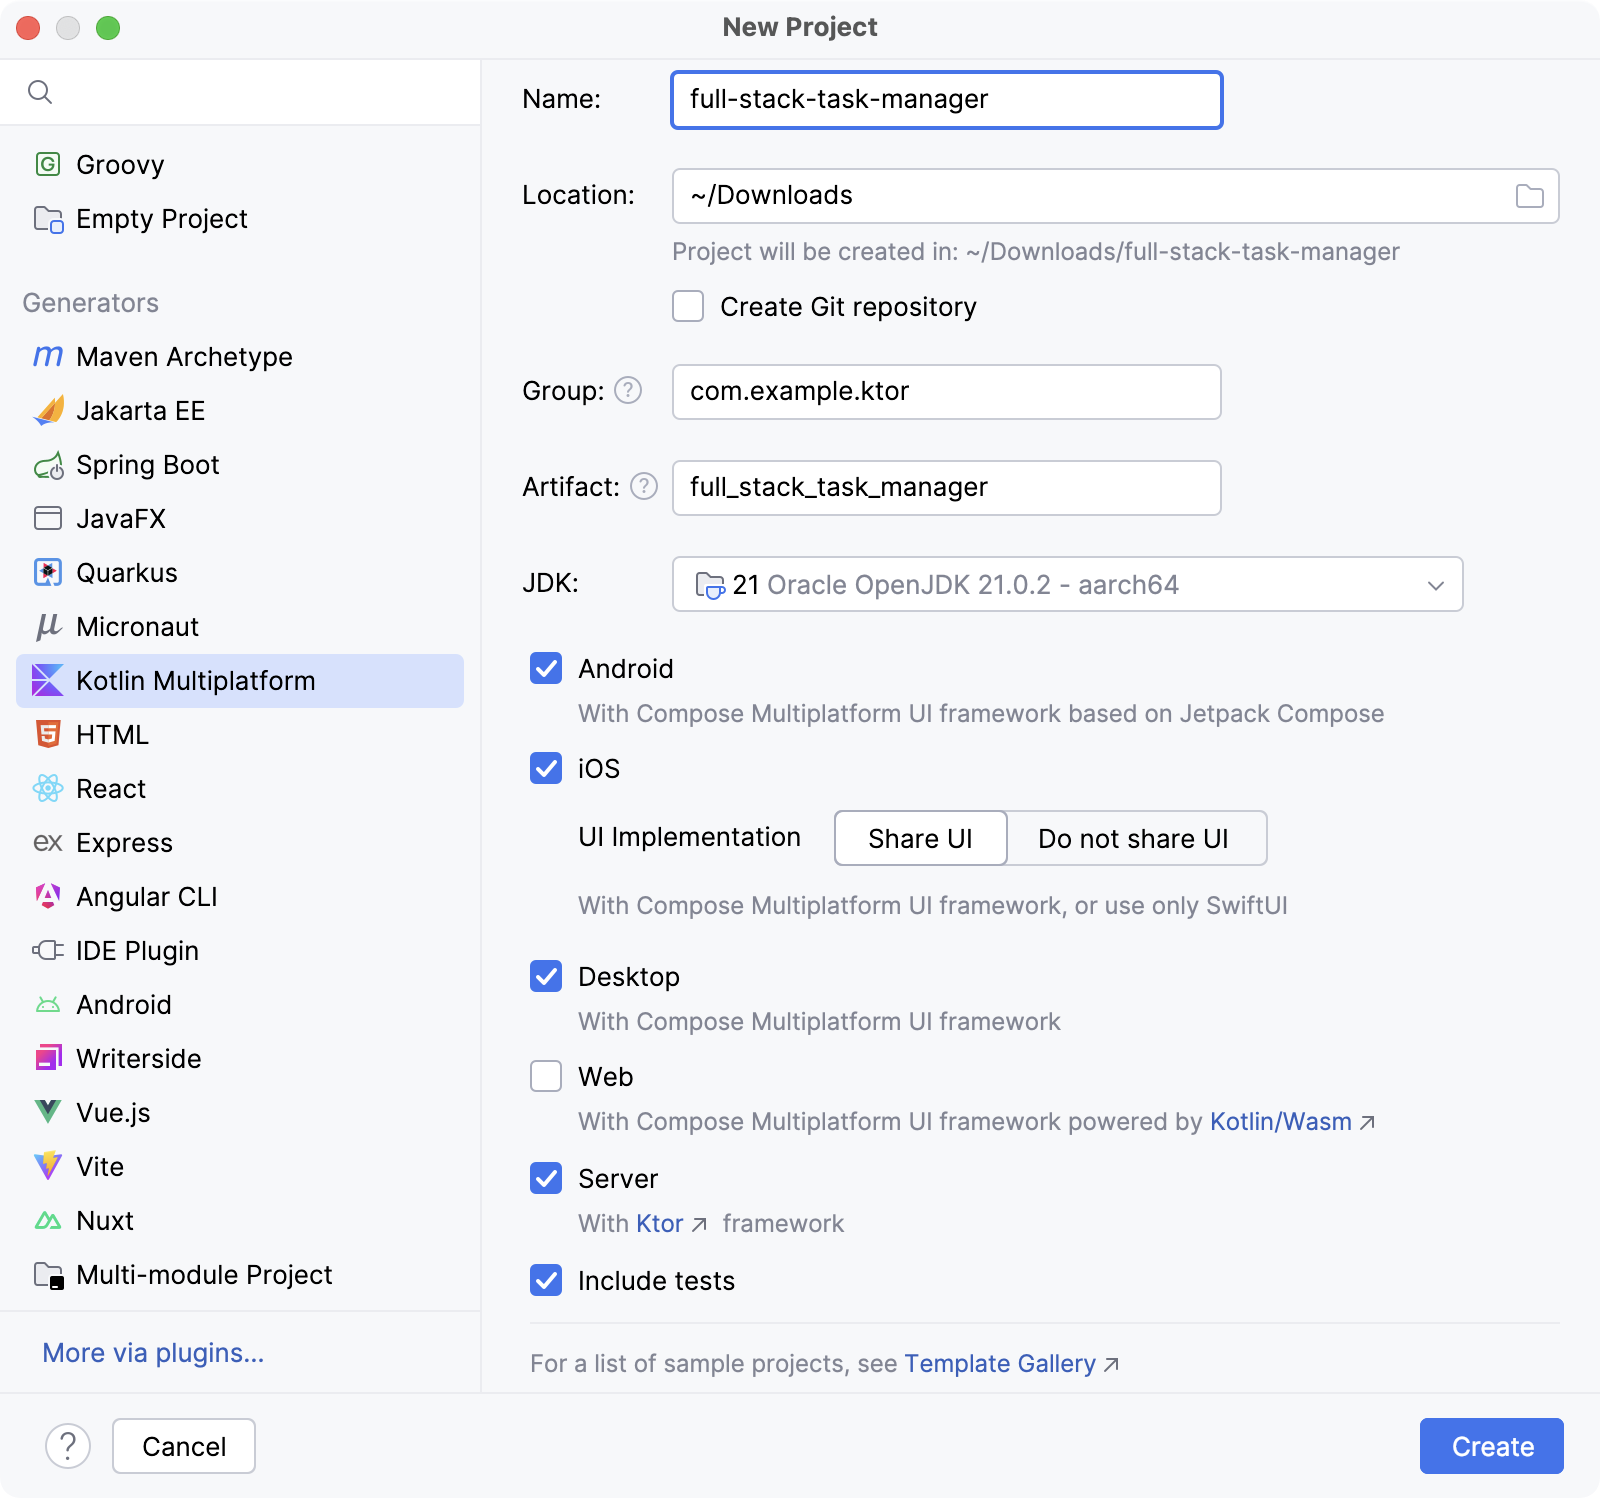 New Project
Groovy
Empty Project
Generators
Maven Archetype
Jakarta EE
Spring Boot
JavaFX
Quarkus
Micronaut
Kotlin Multiplatform
HTML
React
ex Express
Angular CLI
IDE Plugin
Android
Writerside
Vue.js
Vite
Nuxt
Multi-module Project
More via plugins...
Name: full-stack-task-manager
Location: ~/Downloads
Project will be created in: ~/Downloads/full-stack-task-manager
Create Git repository
Group: ? com.example.ktor
Artifact: ? full_stack_task_manager
JDK: 21 Oracle OpenJDK 21.0.2 - aarch64
Android
With Compose Multiplatform UI framework based on Jetpack Compose
iOS
UI Implementation Share UI Do not share UI
With Compose Multiplatform UI framework, or use only SwiftUI
Desktop
With Compose Multiplatform UI framework
Web
With Compose Multiplatform UI framework powered by Kotlin/Wasm ↗
Server
With Ktor ↗ framework
Include tests
For a list of sample projects, see Template Gallery ↗
? Cancel Create